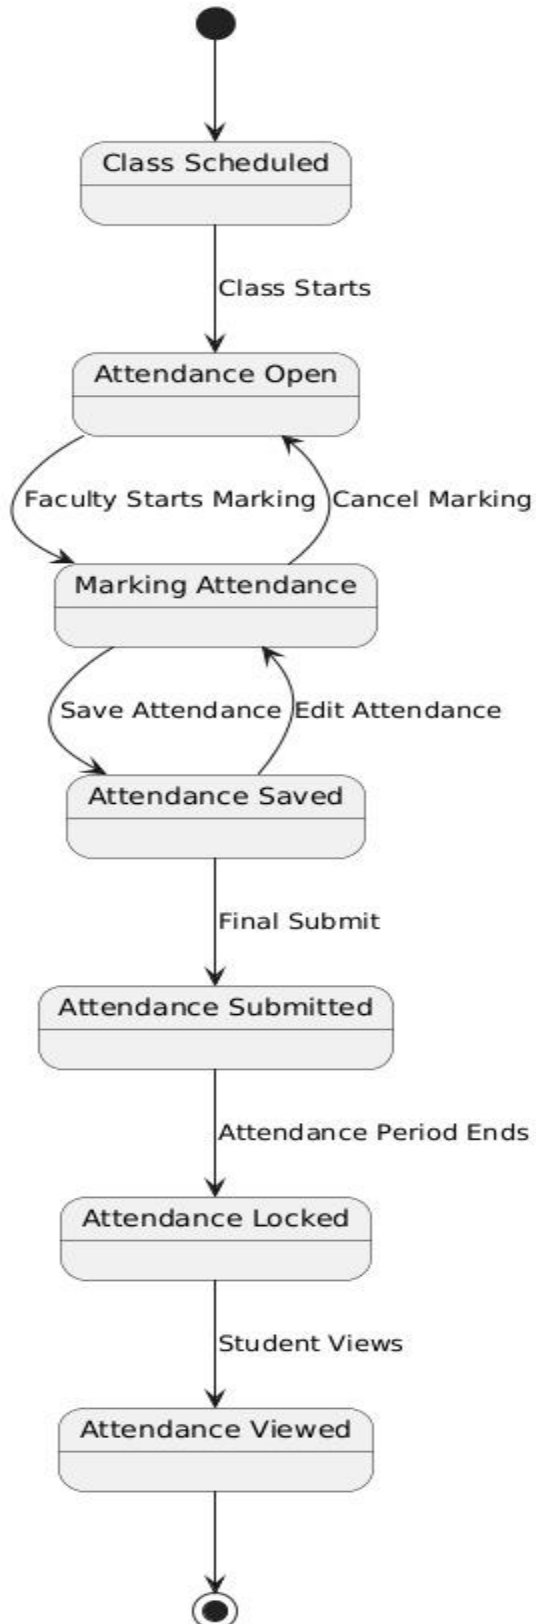 Class Scheduled
Class Starts
Attendance Open
Faculty Starts Marking
Cancel Marking
Marking Attendance
Save Attendance
Edit Attendance
Attendance Saved
Final Submit
Attendance Submitted
Attendance Period Ends
Attendance Locked
Student Views
Attendance Viewed